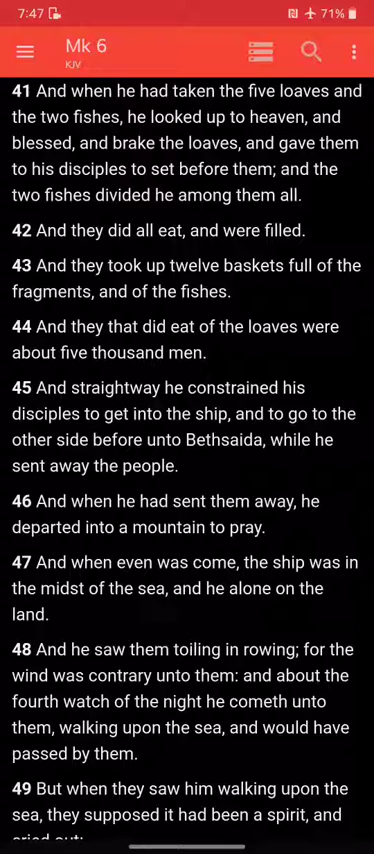 7:47 71%
Mk 6
KJV
41 And when he had taken the five loaves and
the two fishes, he looked up to heaven, and
blessed, and brake the loaves, and gave them
to his disciples to set before them; and the
two fishes divided he among them all.
42 And they did all eat, and were filled.
43 And they took up twelve baskets full of the
fragments, and of the fishes.
44 And they that did eat of the loaves were
about five thousand men.
45 And straightway he constrained his
disciples to get into the ship, and to go to the
other side before unto Bethsaida, while he
sent away the people.
46 And when he had sent them away, he
departed into a mountain to pray.
47 And when even was come, the ship was in
the midst of the sea, and he alone on the
land.
48 And he saw them toiling in rowing; for the
wind was contrary unto them: and about the
fourth watch of the night he cometh unto
them, walking upon the sea, and would have
passed by them.
49 But when they saw him walking upon the
sea, they supposed it had been a spirit, and
cried out: